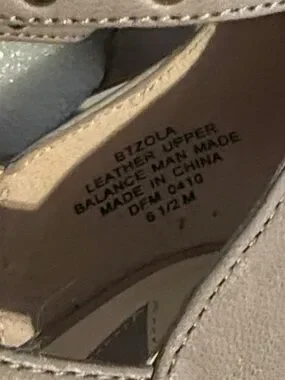 BTZOLA
LEATHER UPPER
BALANCE MAN MADE
MADE IN CHINA
DFM 0410
6 1/2 M